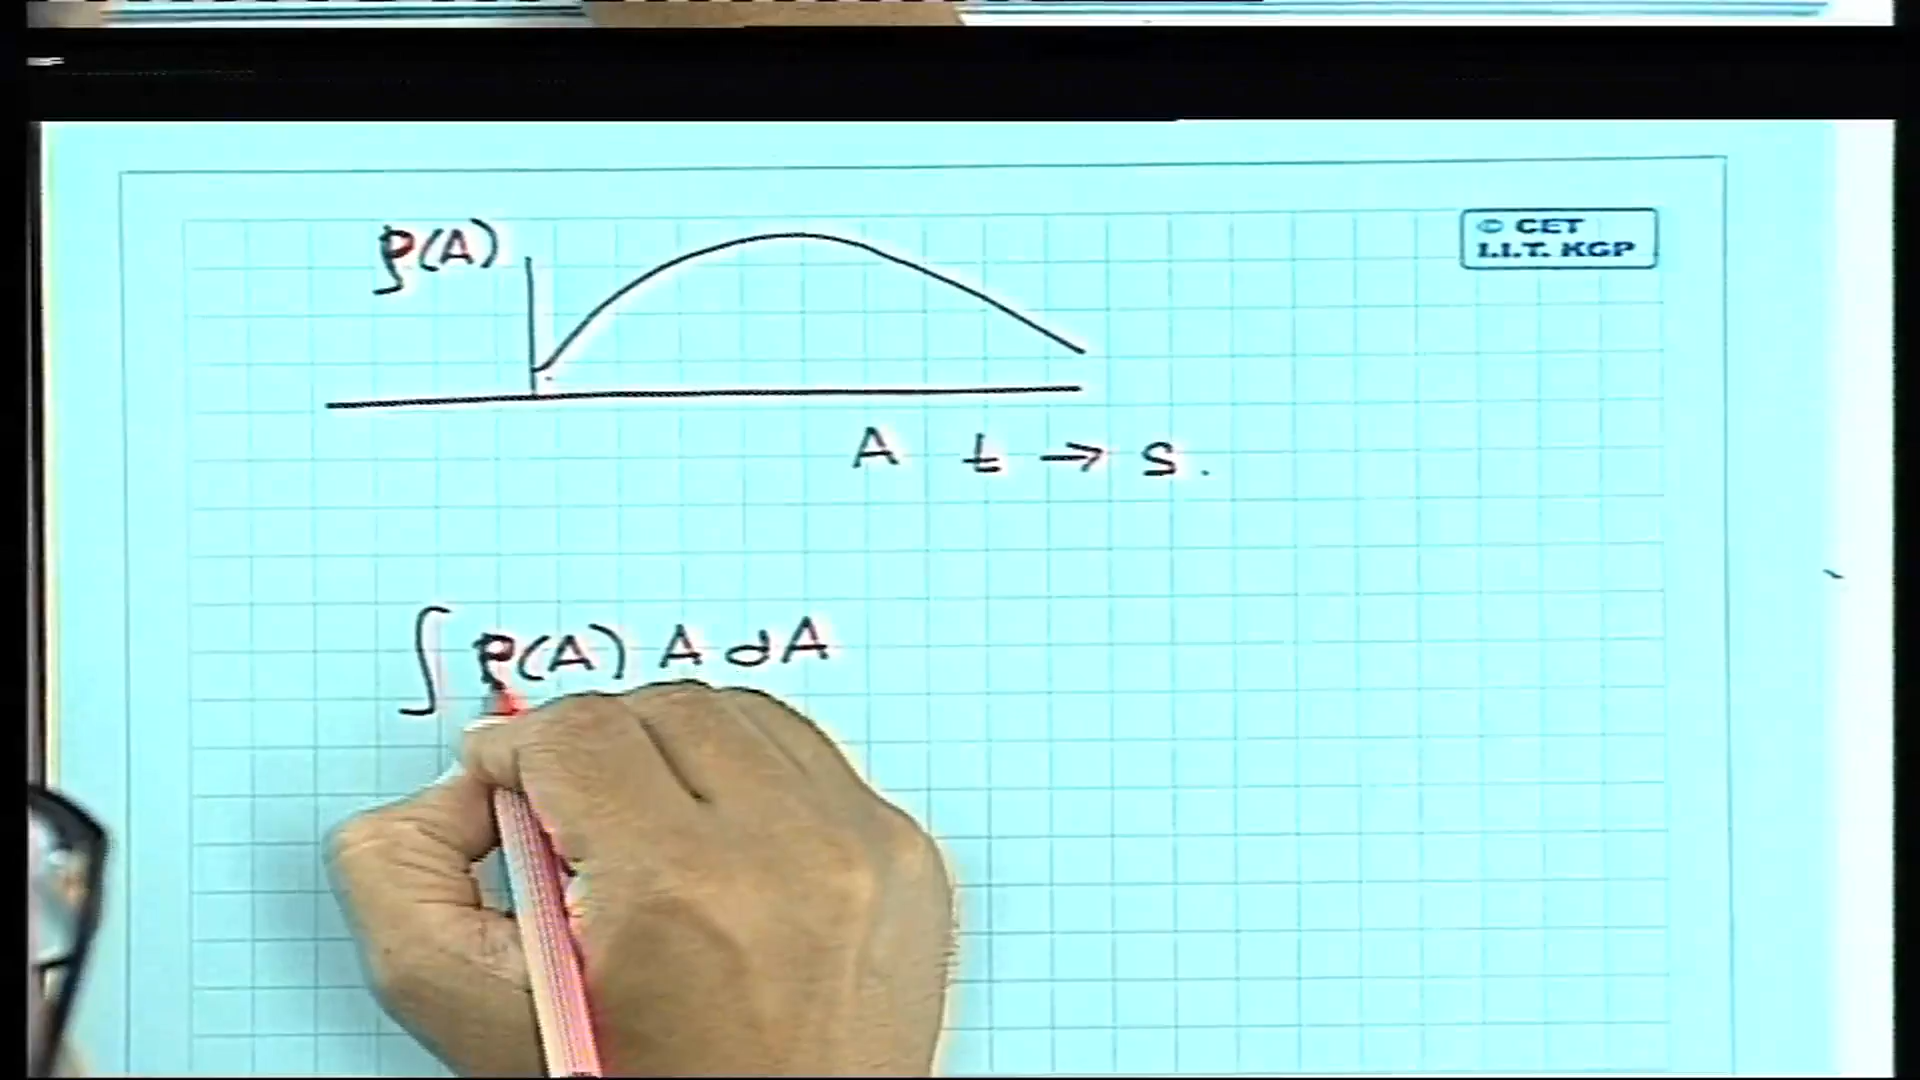 ρ(A)
© CET
I.I.T. KGP
A t → s.
∫ρ(A) A dA